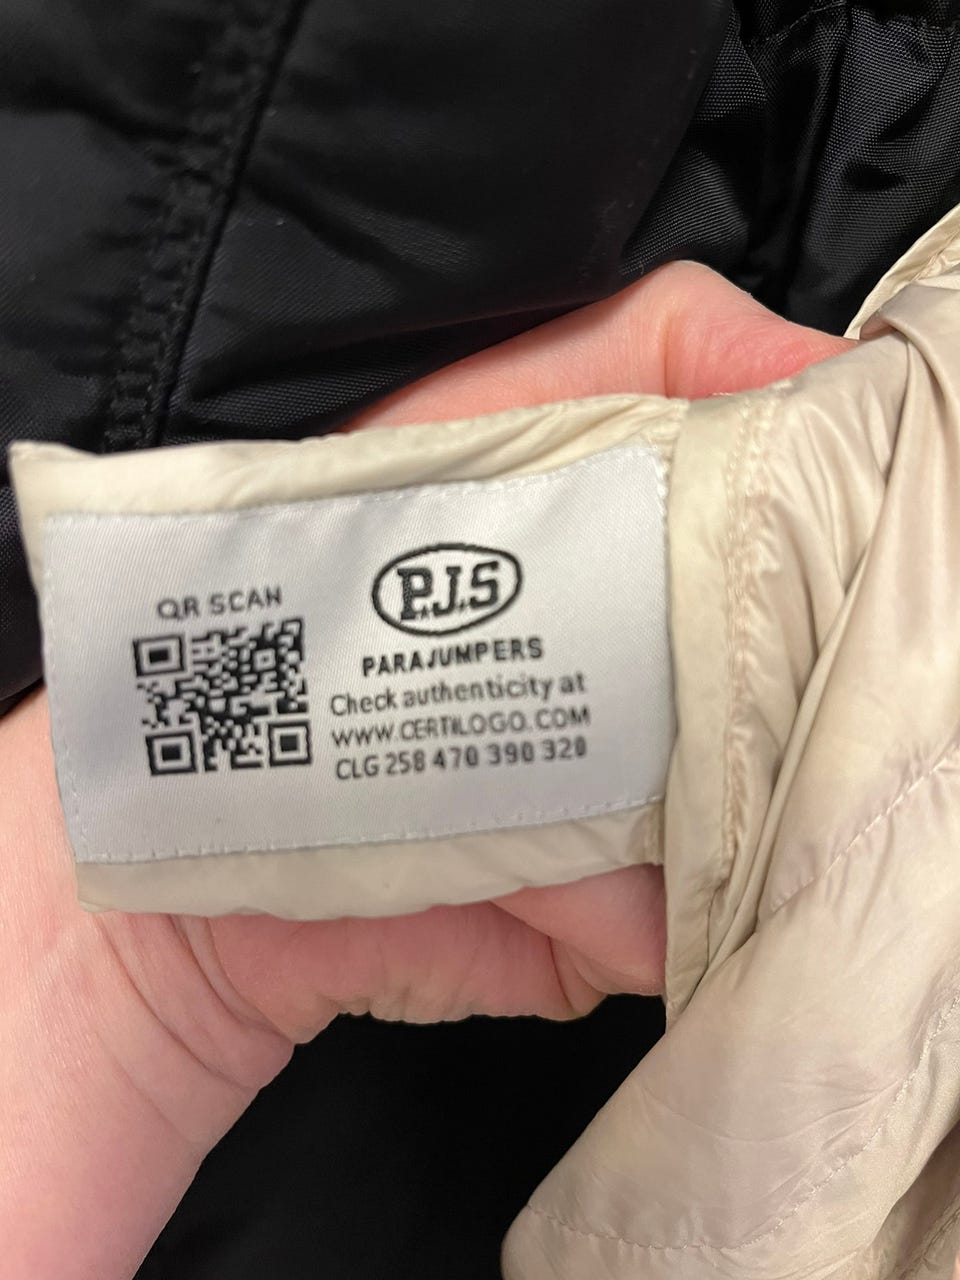 QR SCAN
P.J.S
PARAJUMPERS
Check authenticity at
WWW.CERTILOGO.COM
CLG 258 470 390 320